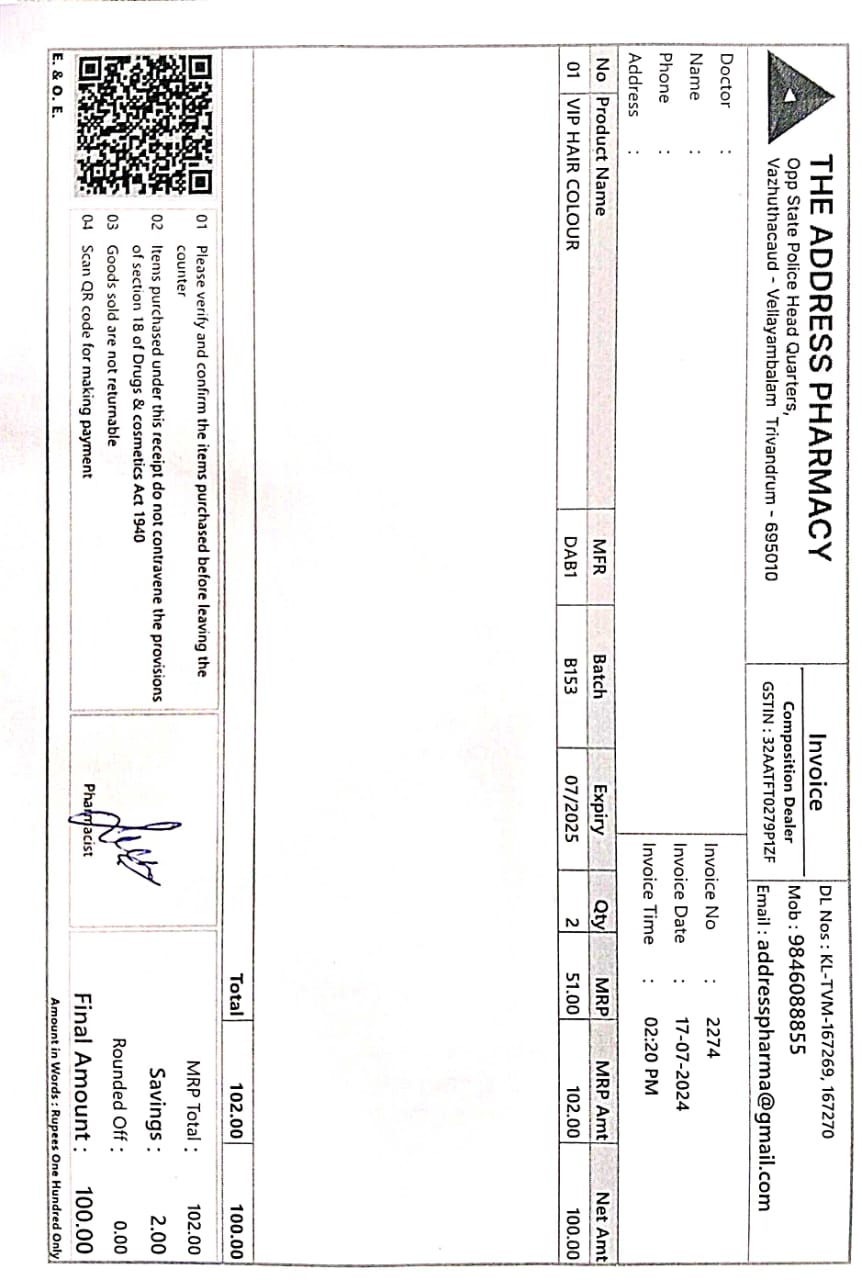 THE ADDRESS PHARMACY
Opp State Police Head Quarters,
Vazhuthacaud - Vellayambalam Trivandrum - 695010
Invoice
Composition Dealer
GSTIN : 32AATFT0279P1ZF
DL Nos : KL-TVM-167269, 167270
Mob : 9846088855
Email : addresspharma@gmail.com
Doctor :
Name :
Phone :
Address :
Invoice No : 2274
Invoice Date : 17-07-2024
Invoice Time : 02:20 PM
No Product Name MFR Batch Expiry Qty MRP MRP Amt Net Amt
01 VIP HAIR COLOUR DAB1 B153 07/2025 2 51.00 102.00 100.00
Total 102.00 100.00
01 Please verify and confirm the items purchased before leaving the
counter
02 Items purchased under this receipt do not contravene the provisions
of section 18 of Drugs & cosmetics Act 1940
03 Goods sold are not returnable
04 Scan QR code for making payment
Pharmacist
MRP Total : 102.00
Savings : 2.00
Rounded Off : 0.00
Final Amount : 100.00
E. & O. E.
Amount in Words : Rupees One Hundred Only